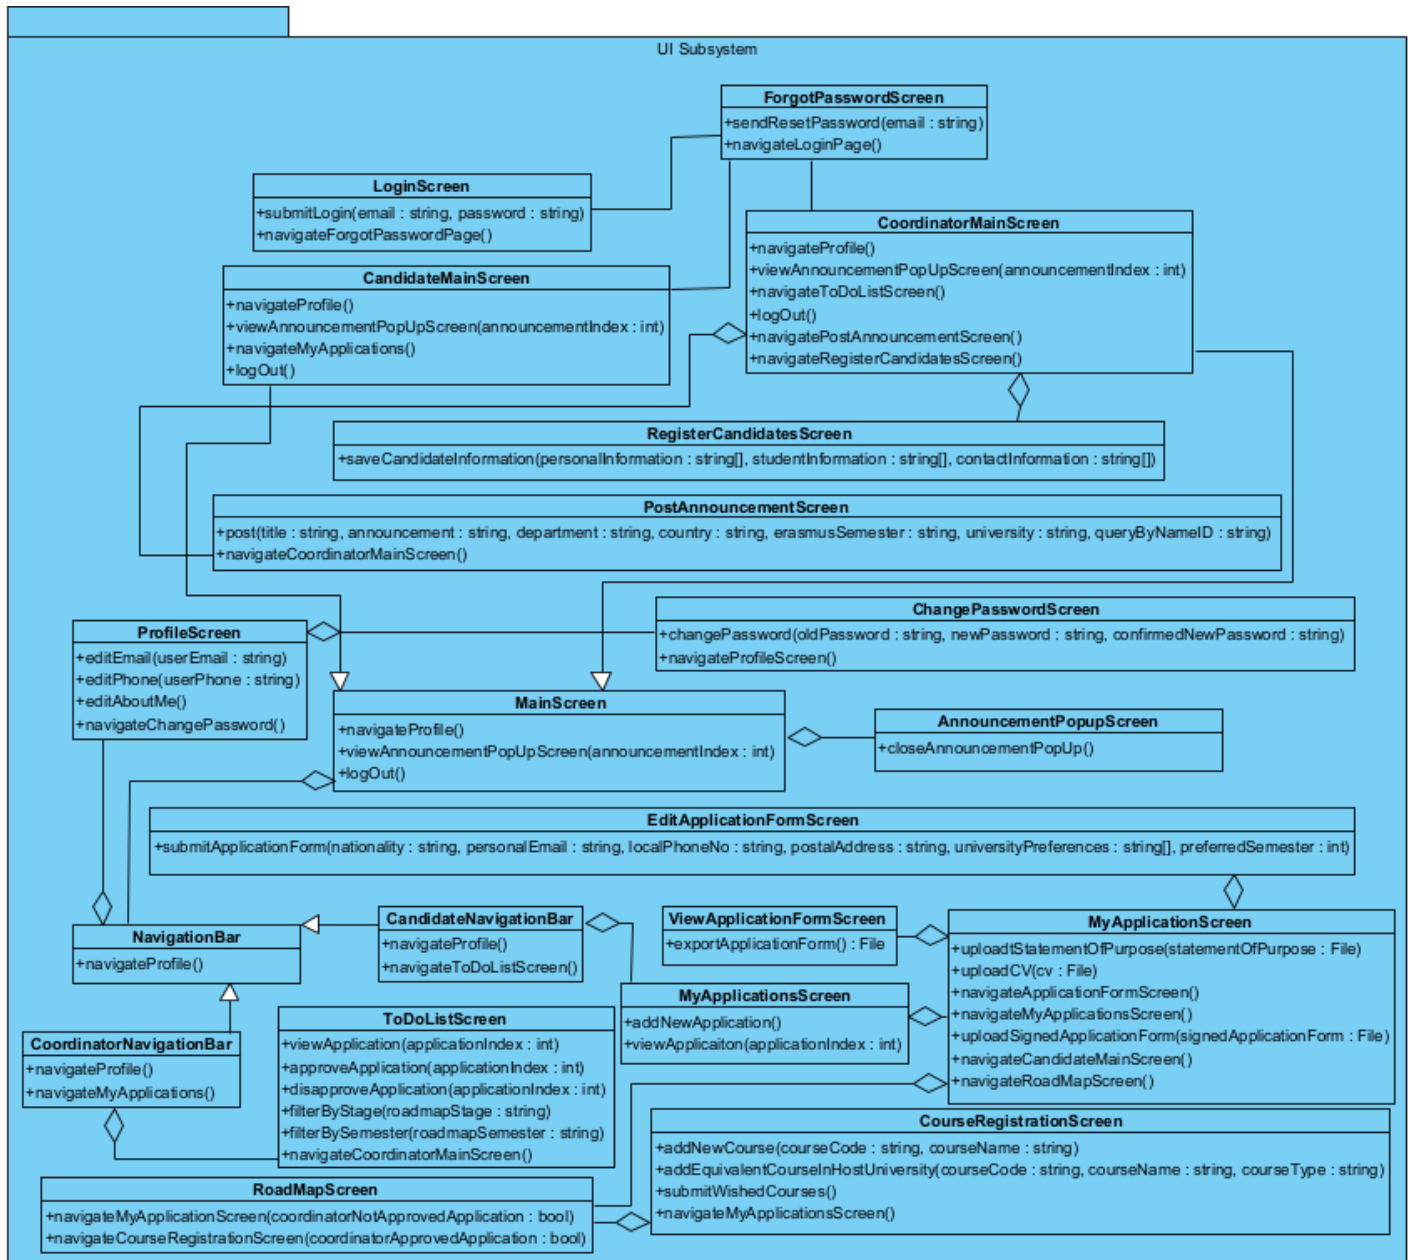 UI Subsystem
ForgotPasswordScreen
+sendResetPassword(email : string)
+navigateLoginPage()
LoginScreen
+submitLogin(email : string, password : string)
+navigateForgotPasswordPage()
CoordinatorMainScreen
+navigateProfile()
+viewAnnouncementPopUpScreen(announcementIndex : int)
+navigateToDoListScreen()
+logOut()
+navigatePostAnnouncementScreen()
+navigateRegisterCandidatesScreen()
CandidateMainScreen
+navigateProfile()
+viewAnnouncementPopUpScreen(announcementIndex : int)
+navigateMyApplications()
+logOut()
RegisterCandidatesScreen
+saveCandidateInformation(personalInformation : string[], studentInformation : string[], contactInformation : string[])
PostAnnouncementScreen
+post(title : string, announcement : string, department : string, country : string, erasmusSemester : string, university : string, queryByNameID : string)
+navigateCoordinatorMainScreen()
ChangePasswordScreen
+changePassword(oldPassword : string, newPassword : string, confirmedNewPassword : string)
+navigateProfileScreen()
ProfileScreen
+editEmail(userEmail : string)
+editPhone(userPhone : string)
+editAboutMe()
+navigateChangePassword()
MainScreen
+navigateProfile()
+viewAnnouncementPopUpScreen(announcementIndex : int)
+logOut()
AnnouncementPopupScreen
+closeAnnouncementPopUp()
EditApplicationFormScreen
+submitApplicationForm(nationality : string, personalEmail : string, localPhoneNo : string, postalAddress : string, universityPreferences : string[], preferredSemester : int)
NavigationBar
+navigateProfile()
CandidateNavigationBar
+navigateProfile()
+navigateToDoListScreen()
ViewApplicationFormScreen
+exportApplicationForm() : File
MyApplicationScreen
+uploadtStatementOfPurpose(statementOfPurpose : File)
+uploadCV(cv : File)
+navigateApplicationFormScreen()
+navigateMyApplicationsScreen()
+uploadSignedApplicationForm(signedApplicationForm : File)
+navigateCandidateMainScreen()
+navigateRoadMapScreen()
MyApplicationsScreen
+addNewApplication()
+viewApplicaiton(applicationIndex : int)
CoordinatorNavigationBar
+navigateProfile()
+navigateMyApplications()
ToDoListScreen
+viewApplication(applicationIndex : int)
+approveApplication(applicationIndex : int)
+disapproveApplication(applicationIndex : int)
+filterByStage(roadmapStage : string)
+filterBySemester(roadmapSemester : string)
+navigateCoordinatorMainScreen()
CourseRegistrationScreen
+addNewCourse(courseCode : string, courseName : string)
+addEquivalentCourseInHostUniversity(courseCode : string, courseName : string, courseType : string)
+submitWishedCourses()
+navigateMyApplicationsScreen()
RoadMapScreen
+navigateMyApplicationScreen(coordinatorNotApprovedApplication : bool)
+navigateCourseRegistrationScreen(coordinatorApprovedApplication : bool)